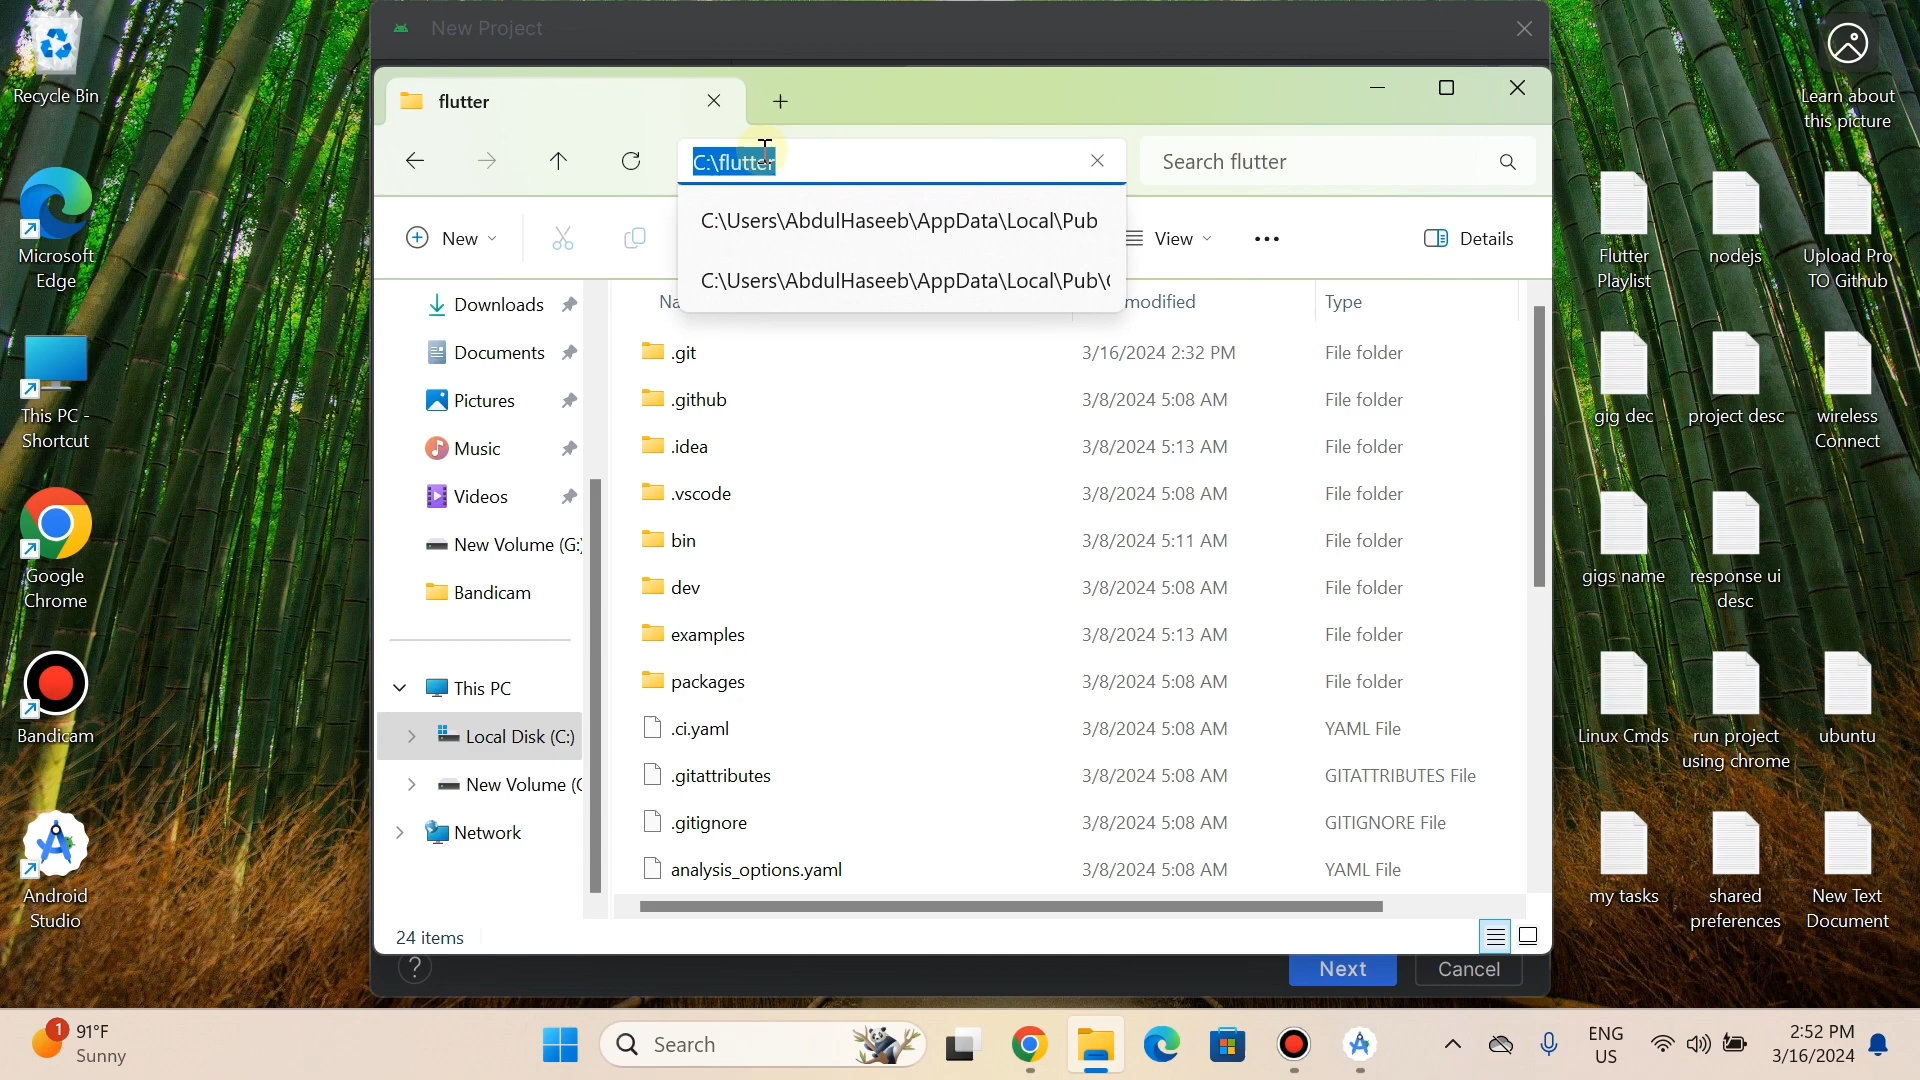 Recycle Bin
Microsoft
Edge
This PC -
Shortcut
Google
Chrome
Bandicam
Android
Studio
New Project
flutter
C:\flutter
Search flutter
C:\Users\AbdulHaseeb\AppData\Local\Pub
C:\Users\AbdulHaseeb\AppData\Local\Pub\
New
View
Details
Downloads
Documents
Pictures
Music
Videos
New Volume (G:)
Bandicam
This PC
Local Disk (C:)
New Volume (
Network
Na
modified
Type
.git 3/16/2024 2:32 PM File folder
.github 3/8/2024 5:08 AM File folder
.idea 3/8/2024 5:13 AM File folder
.vscode 3/8/2024 5:08 AM File folder
bin 3/8/2024 5:11 AM File folder
dev 3/8/2024 5:08 AM File folder
examples 3/8/2024 5:13 AM File folder
packages 3/8/2024 5:08 AM File folder
.ci.yaml 3/8/2024 5:08 AM YAML File
.gitattributes 3/8/2024 5:08 AM GITATTRIBUTES File
.gitignore 3/8/2024 5:08 AM GITIGNORE File
analysis_options.yaml 3/8/2024 5:08 AM YAML File
24 items
?
Next
Cancel
Learn about
this picture
Flutter
Playlist
nodejs
Upload Pro
TO Github
gig dec
project desc
wireless
Connect
gigs name
response ui
desc
Linux Cmds
run project
using chrome
ubuntu
my tasks
shared
preferences
New Text
Document
1
91°F
Sunny
Search
ENG
US
2:52 PM
3/16/2024